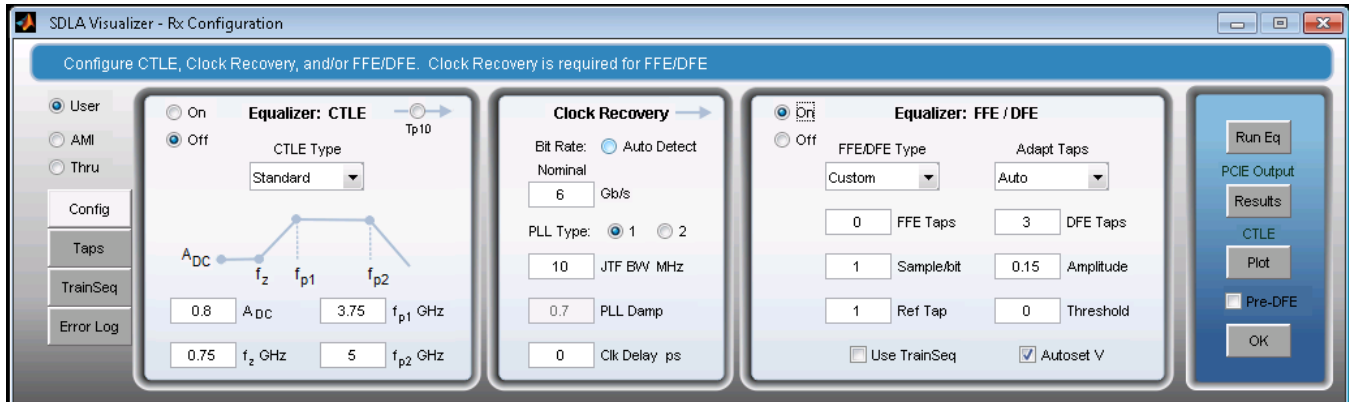 SDLA Visualizer - Rx Configuration
Configure CTLE, Clock Recovery, and/or FFE/DFE. Clock Recovery is required for FFE/DFE
User
AMI
Thru
Config
Taps
TrainSeq
Error Log
On
Off
Equalizer: CTLE
Tp10
CTLE Type
Standard
ADC
fz
fp1
fp2
0.8 ADC 3.75 fp1 GHz
0.75 fz GHz 5 fp2 GHz
Clock Recovery
Bit Rate: Auto Detect
Nominal
6 Gb/s
PLL Type: 1 2
10 JTF BW MHz
0.7 PLL Damp
0 Clk Delay ps
On
Off
Equalizer: FFE / DFE
FFE/DFE Type Adapt Taps
Custom Auto
0 FFE Taps 3 DFE Taps
1 Sample/bit 0.15 Amplitude
1 Ref Tap 0 Threshold
Use TrainSeq Autoset V
Run Eq
PCIE Output
Results
CTLE
Plot
Pre-DFE
OK